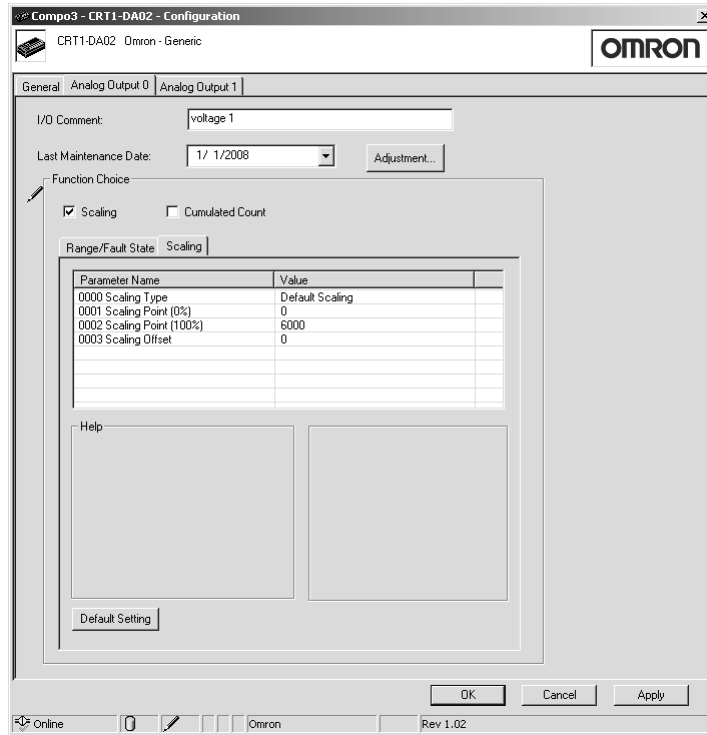 Compo3 - CRT1-DA02 - Configuration
CRT1-DA02 Omron - Generic
OMRON
General Analog Output 0 Analog Output 1
I/O Comment: voltage 1
Last Maintenance Date: 1/ 1/2008 Adjustment...
Function Choice
Scaling Cumulated Count
Range/Fault State Scaling
Parameter Name Value
0000 Scaling Type Default Scaling
0001 Scaling Point (0%) 0
0002 Scaling Point (100%) 6000
0003 Scaling Offset 0
Help
Default Setting
OK Cancel Apply
Online Omron Rev 1.02